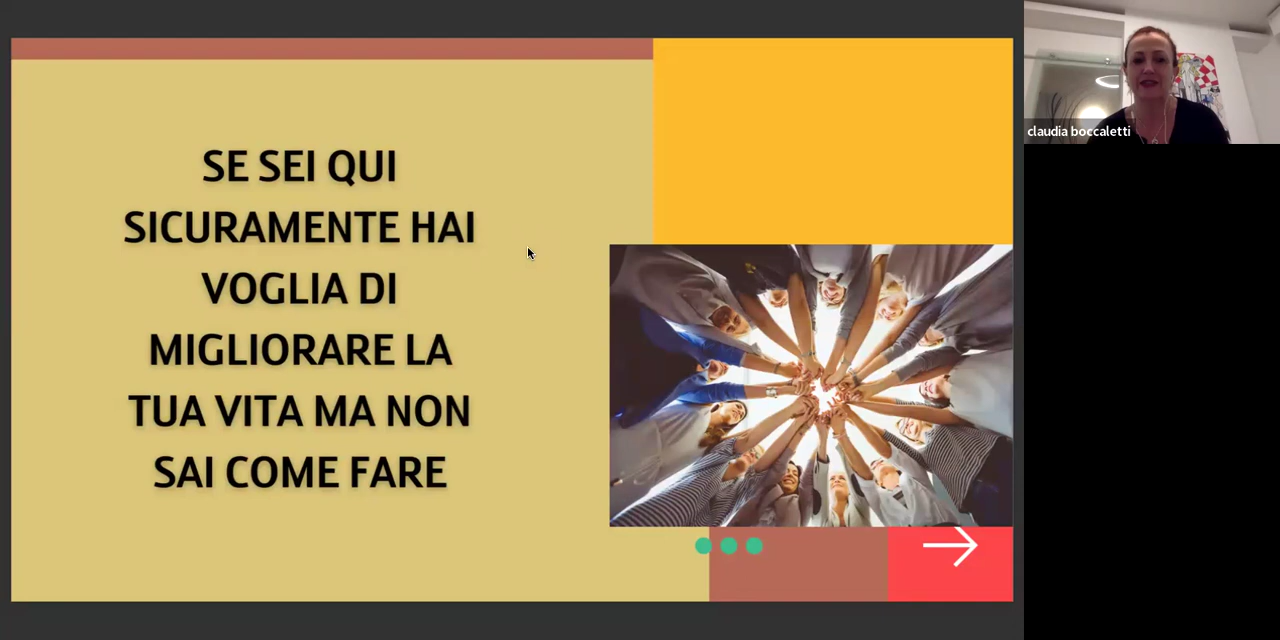 SE SEI QUI
SICURAMENTE HAI
VOGLIA DI
MIGLIORARE LA
TUA VITA MA NON
SAI COME FARE
claudia boccaletti